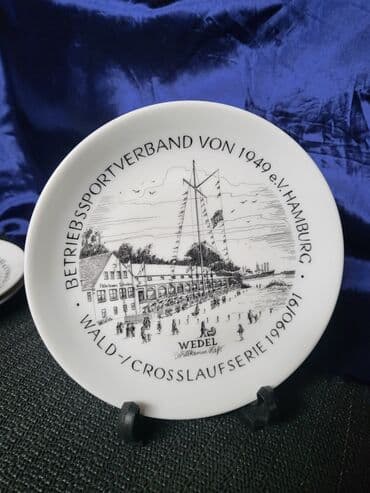 BETRIEBSSPORTVERBAND VON 1949 e.V. HAMBURG
WEDEL
· WALD-/CROSSLAUFSERIE 1990/91 ·